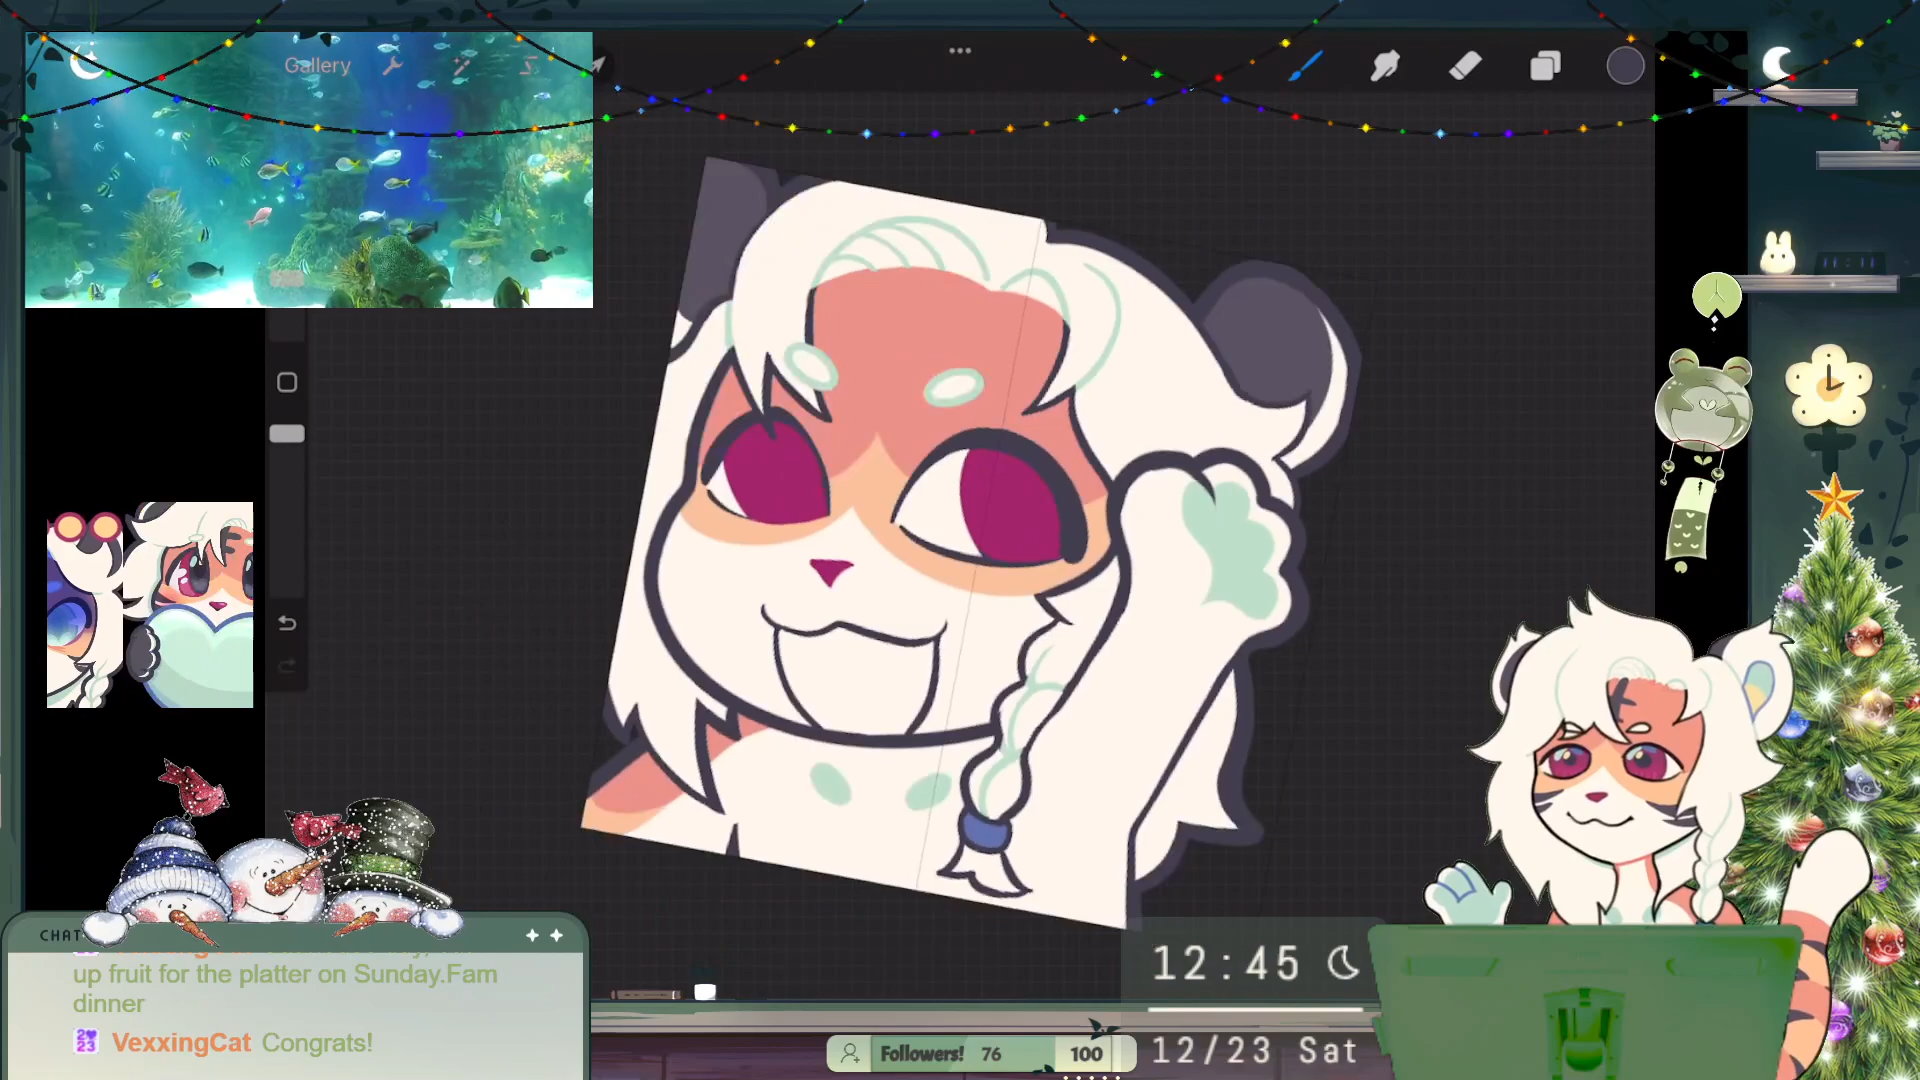 Gallery
CHAT
up fruit for the platter on Sunday.Fam
dinner
VexxingCat Congrats!
Followers! 76
100
12:45
12/23 Sat